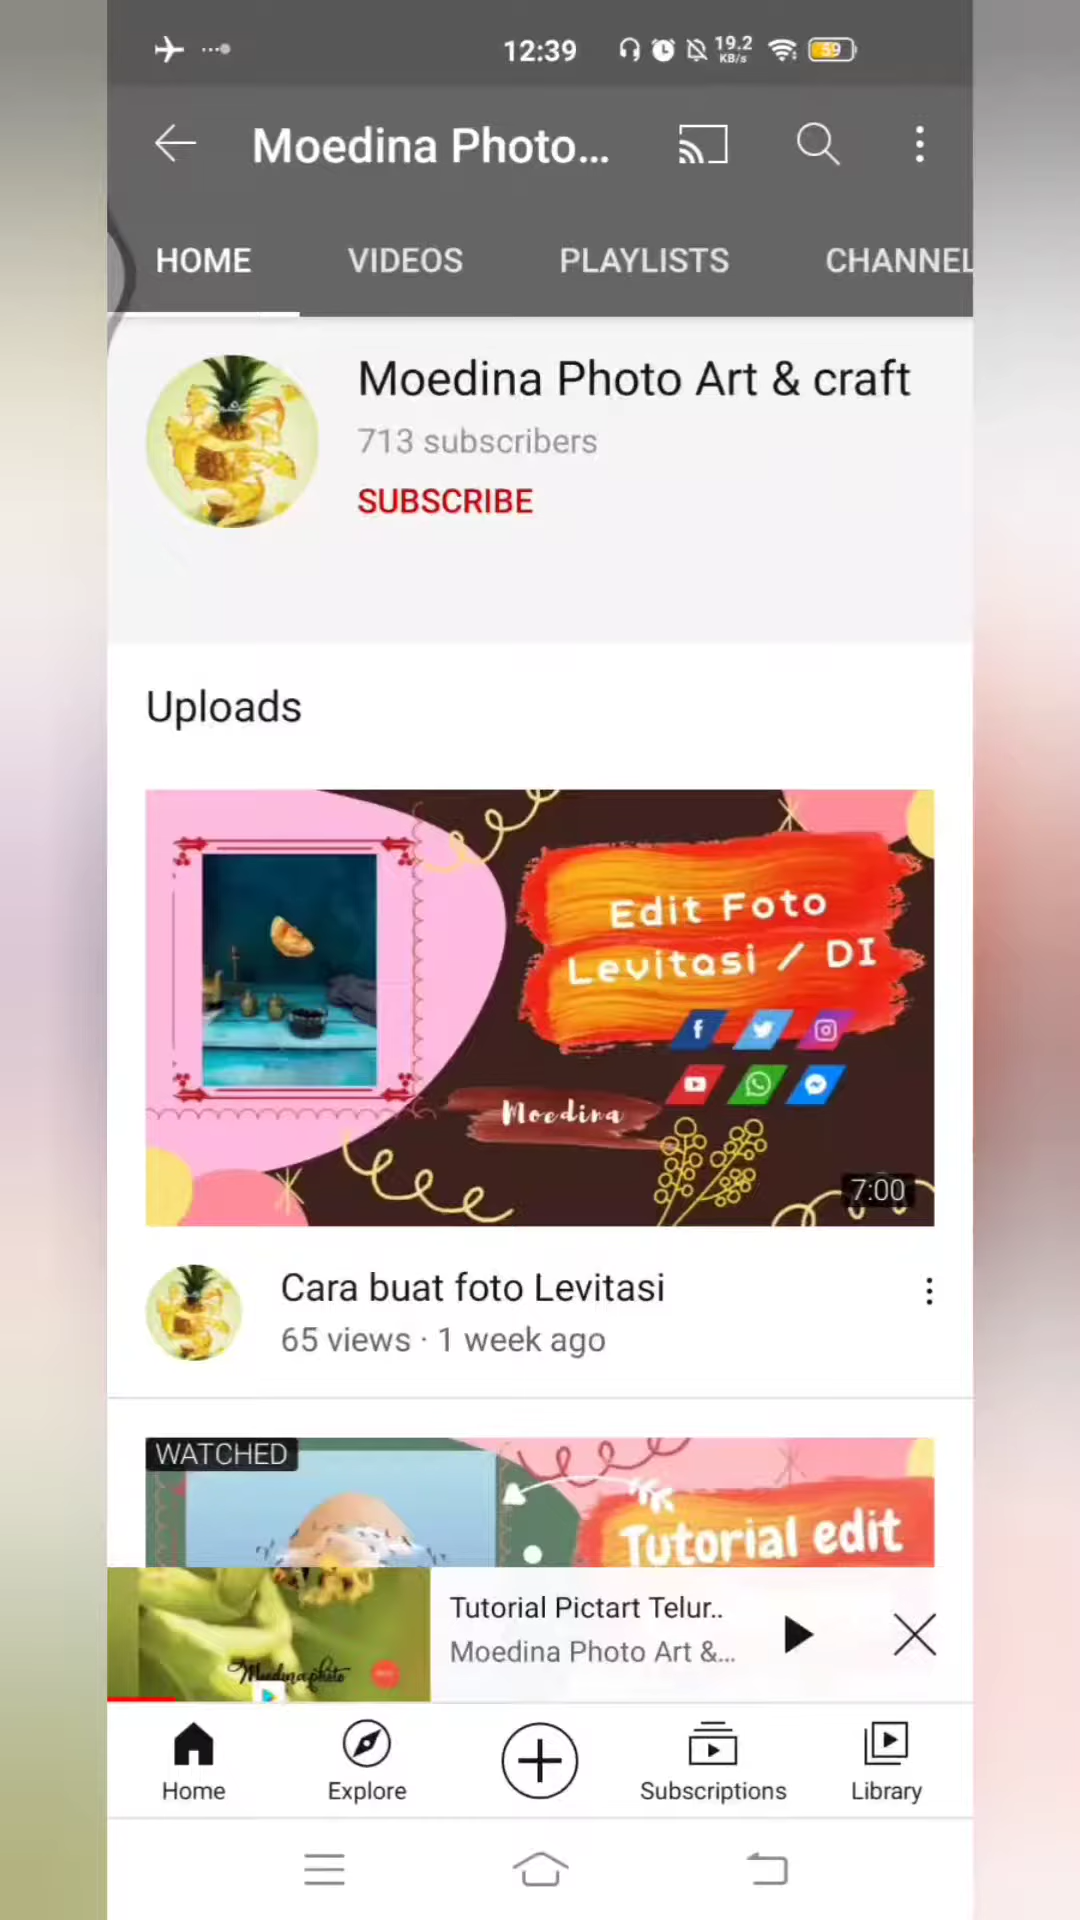 12:39 19.2 KB/s 59
Moedina Photo...
HOME VIDEOS PLAYLISTS CHANNEL
Moedina Photo Art & craft
713 subscribers
SUBSCRIBE
Uploads
Edit Foto
Levitasi / DI
Moedina
7:00
Cara buat foto Levitasi
65 views · 1 week ago
WATCHED
Tutorial edit
Tutorial Pictart Telur..
Moedina Photo Art &...
Moedinaphoto
Home Explore Subscriptions Library